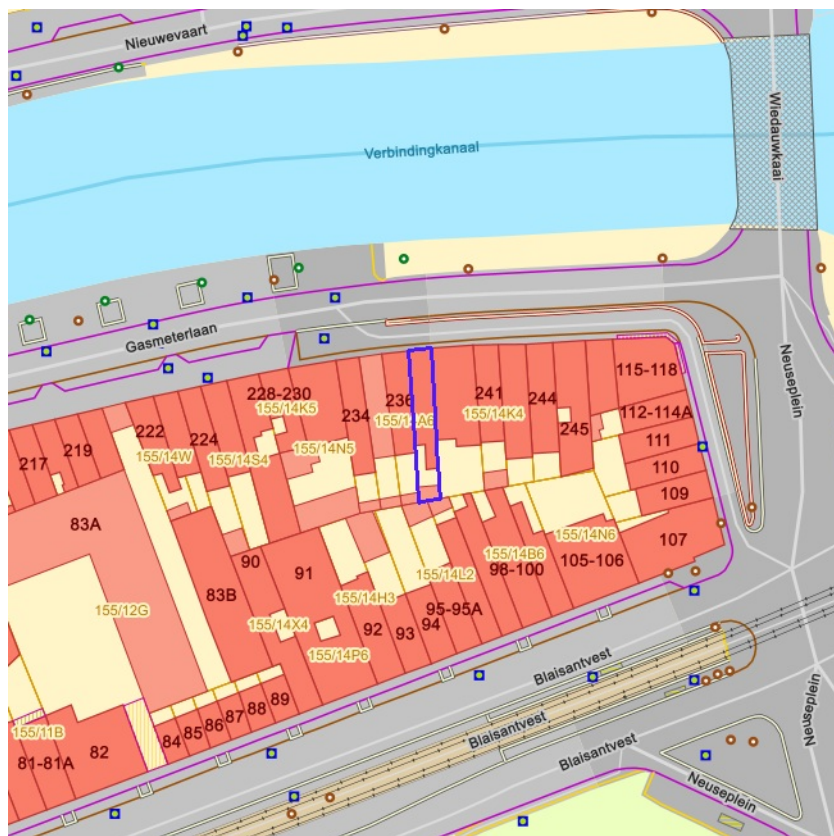 Nieuwevaart
Wiedauwkaai
Verbindingkanaal
Gasmeterlaan
Neuseplein
228-230
155/14K5
234
236
155/14A6
241
155/14K4
244
115-118
112-114A
222
224
155/14W
155/14S4
155/14N5
245
111
110
109
217
219
107
83A
155/14N6
155/14B6
105-106
90
91
98-100
155/14L2
83B
155/14H3
95-95A
155/12G
155/14X4
92
93
94
155/14P6
89
88
87
86
85
84
82
155/11B
81-81A
Blaisantvest
Blaisantvest
Blaisantvest
Neuseplein
Neuseplein